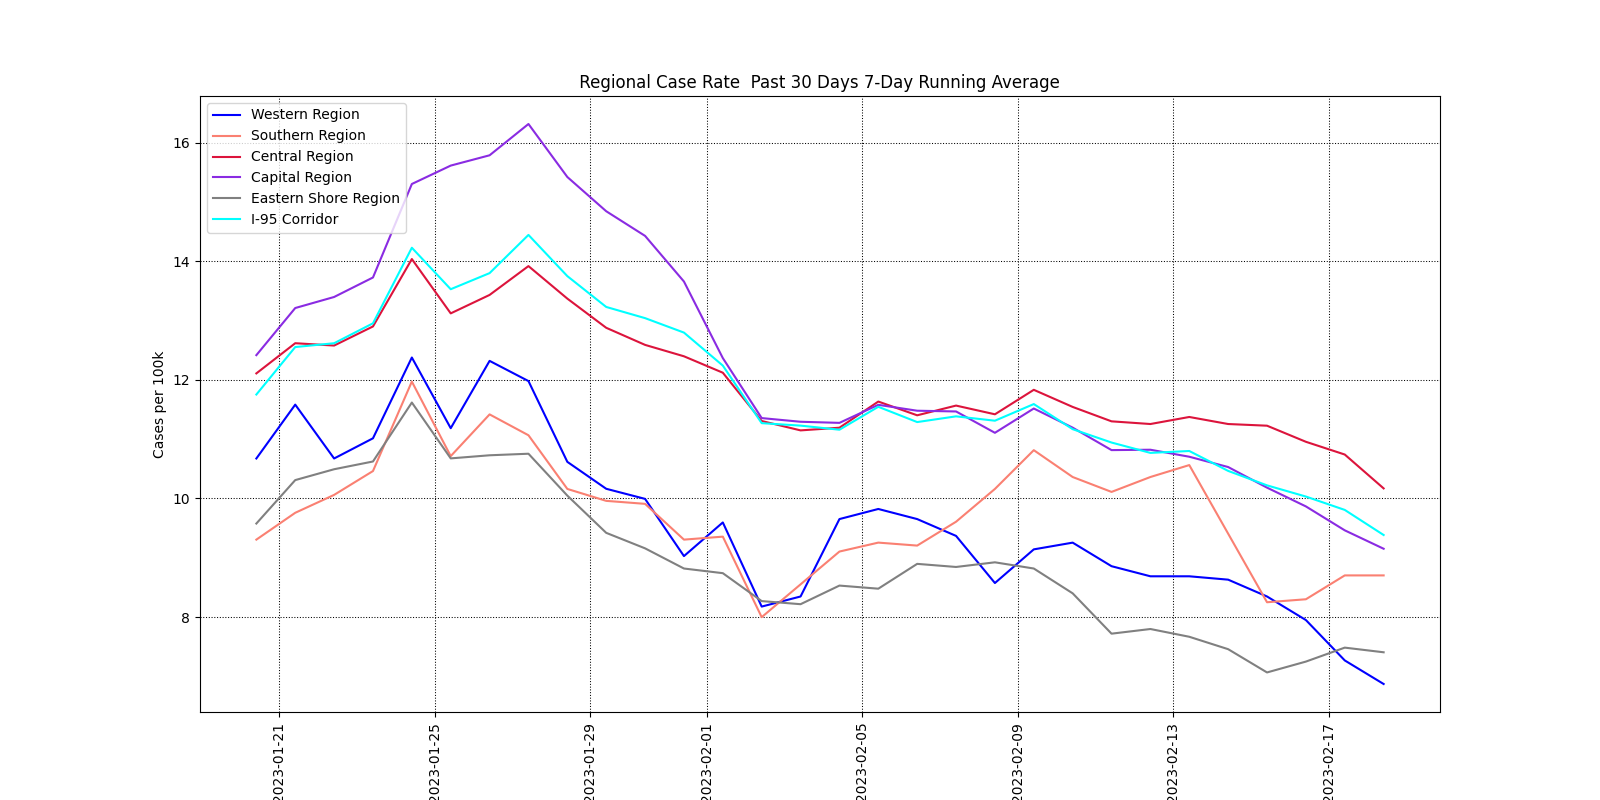 Regional Case Rate  Past 30 Days 7-Day Running Average
Western Region
Southern Region
Central Region
Capital Region
Eastern Shore Region
I-95 Corridor
Cases per 100k
16
14
12
10
8
2023-01-21
2023-01-25
2023-01-29
2023-02-01
2023-02-05
2023-02-09
2023-02-13
2023-02-17